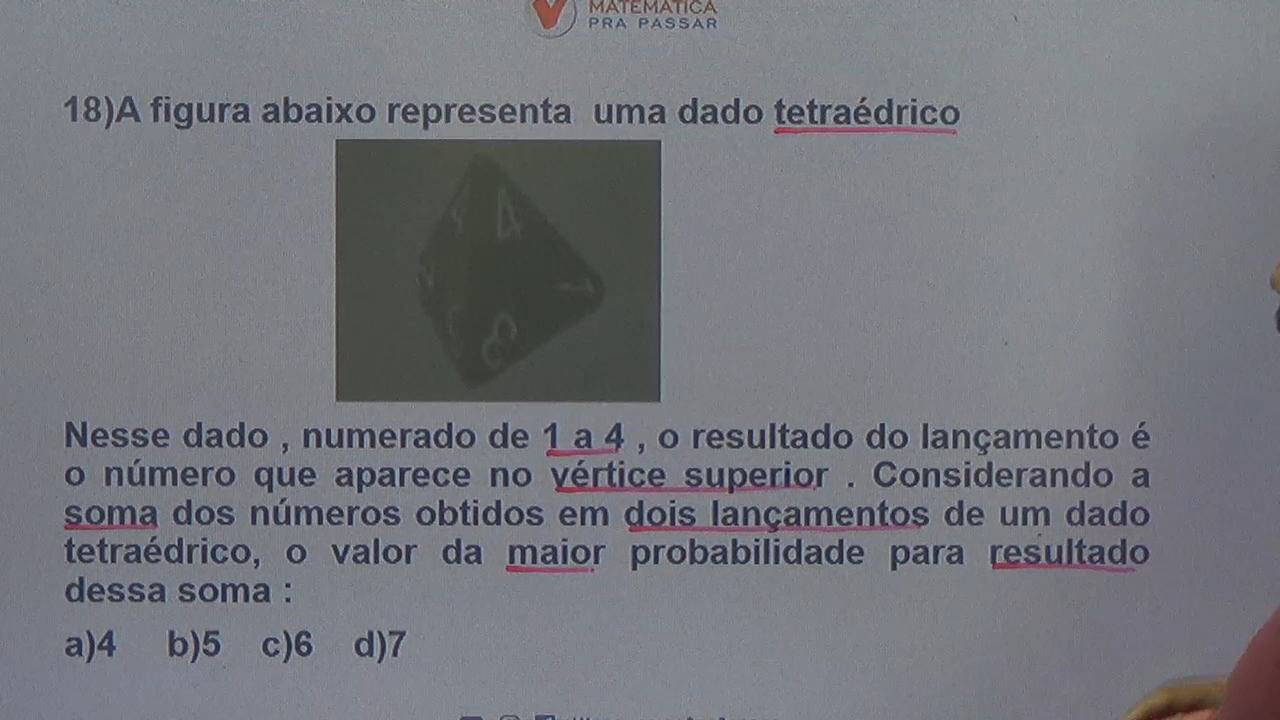 MATEMÁTICA
PRA PASSAR
18)A figura abaixo representa uma dado tetraédrico
4
Nesse dado , numerado de 1 a 4 , o resultado do lançamento é
o número que aparece no vértice superior . Considerando a
soma dos números obtidos em dois lançamentos de um dado
tetraédrico, o valor da maior probabilidade para resultado
dessa soma :
a)4 b)5 c)6 d)7